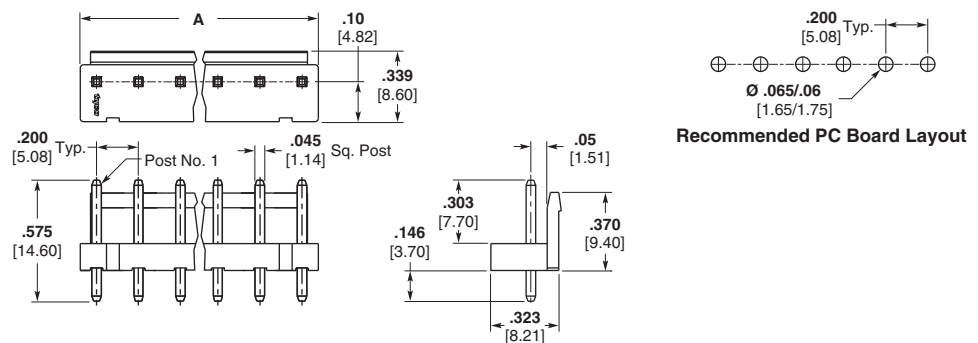 A
.10
[4.82]
.339
[8.60]
tyco
.200
[5.08] Typ.
Post No. 1
.045
[1.14] Sq. Post
.575
[14.60]
.303
[7.70]
.146
[3.70]
.05
[1.51]
.370
[9.40]
.323
[8.21]
.200
[5.08] Typ.
Ø .065/.06
[1.65/1.75]
Recommended PC Board Layout